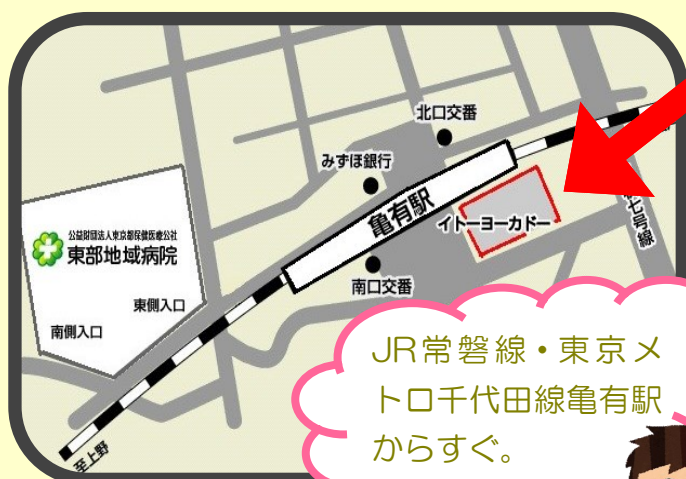 北口交番
みずほ銀行
亀有駅
イトーヨーカドー
七号線
公益財団法人東京都保健医療公社
東部地域病院
南口交番
東側入口
南側入口
至上野
JR常磐線・東京メ
トロ千代田線亀有駅
からすぐ。